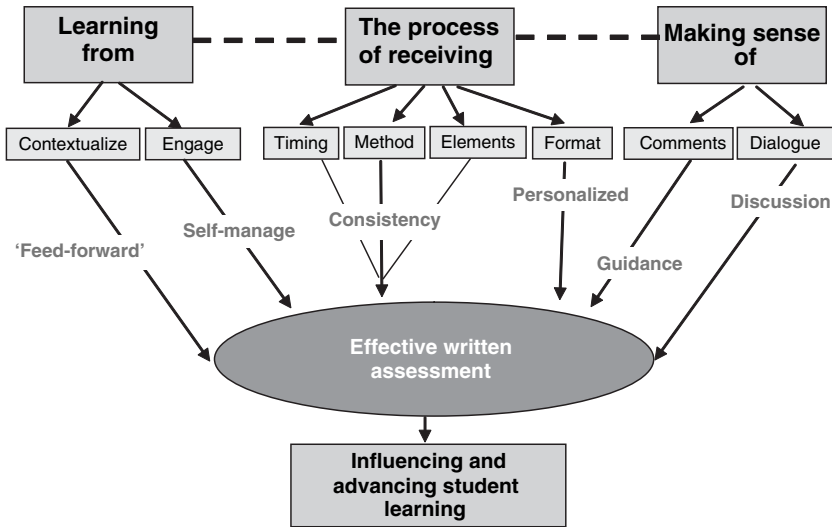 Learning
from
The process
of receiving
Making sense
of
Contextualize
Engage
Timing
Method
Elements
Format
Comments
Dialogue
Personalized
Discussion
Consistency
Self-manage
'Feed-forward'
Guidance
Effective written
assessment
Influencing and
advancing student
learning